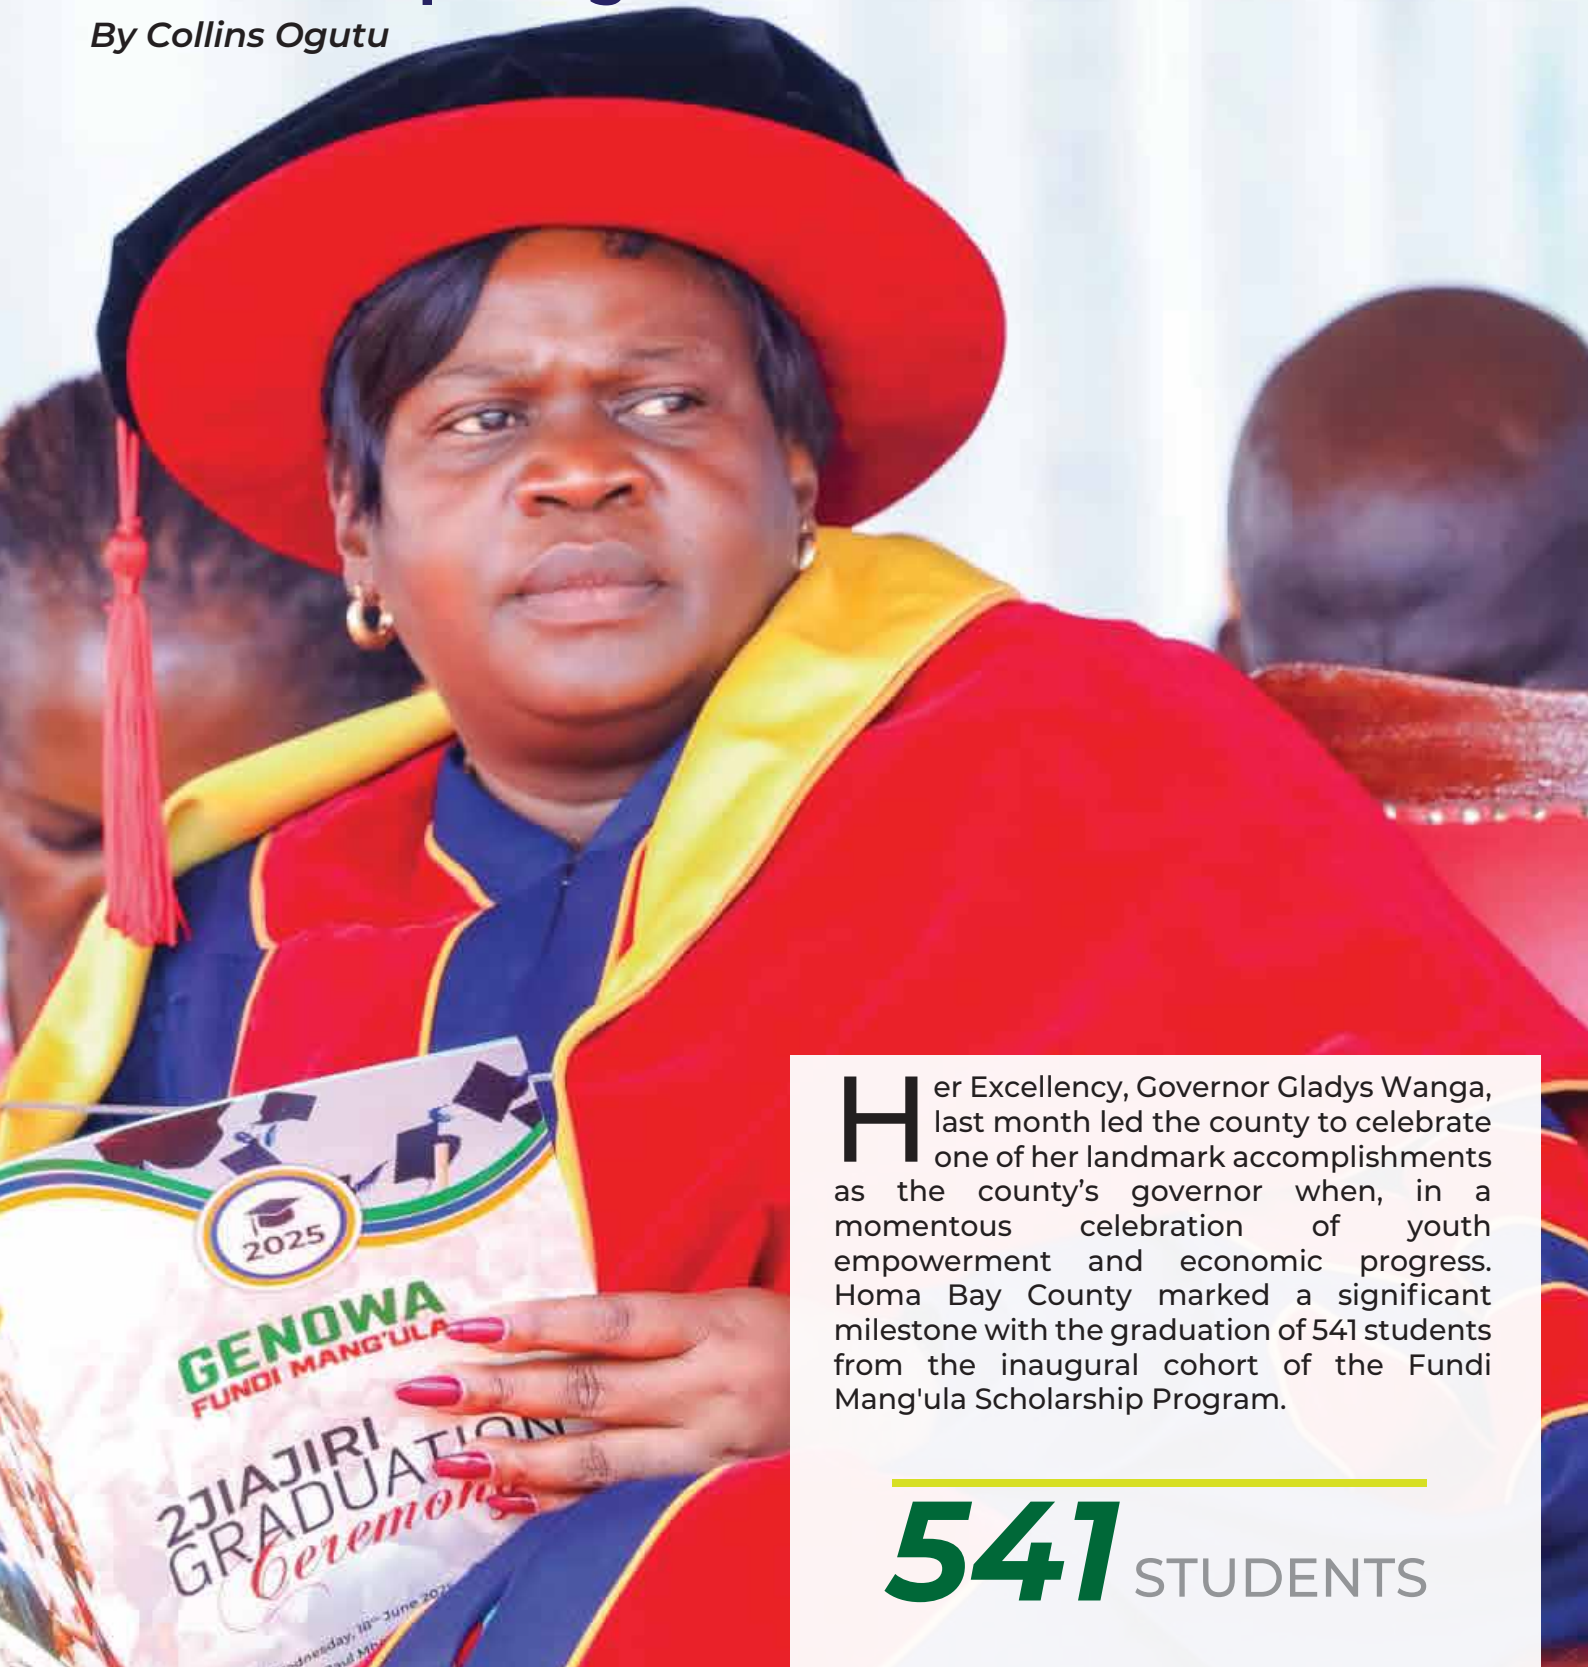 By Collins Ogutu
Her Excellency, Governor Gladys Wanga,
last month led the county to celebrate
one of her landmark accomplishments
as the county’s governor when, in a
momentous celebration of youth
empowerment and economic progress.
Homa Bay County marked a significant
milestone with the graduation of 541 students
from the inaugural cohort of the Fundi
Mang'ula Scholarship Program.
541 STUDENTS
2025
GENOWA
FUNDI MANG'ULA
2JIAJIRI
GRADUATION
Ceremony
18th June